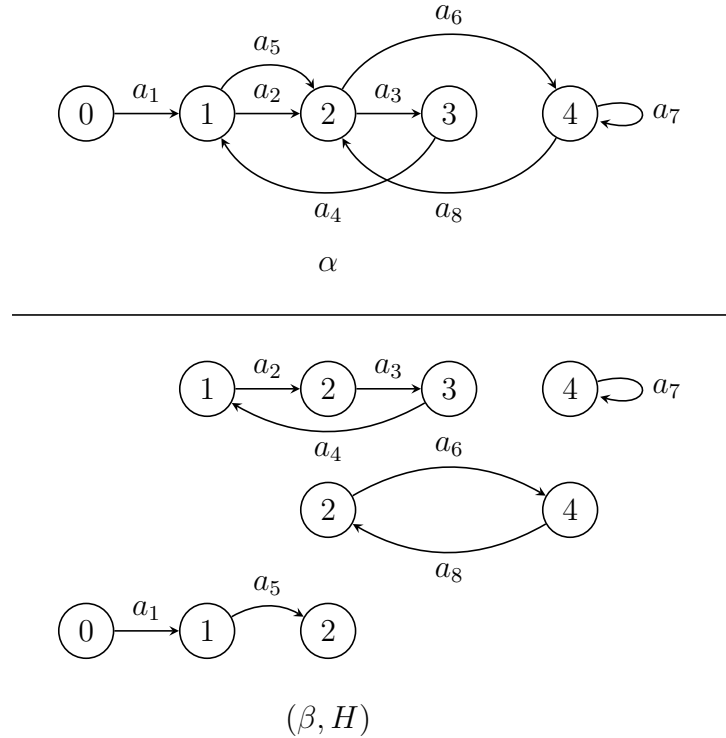 a₆
a₅
a₁ a₂ a₃
0 1 2 3 4 a₇
a₄ a₈
α
a₂ a₃
1 2 3 4 a₇
a₄ a₆
2 4
a₈
a₁ a₅
0 1 2
(β, H)